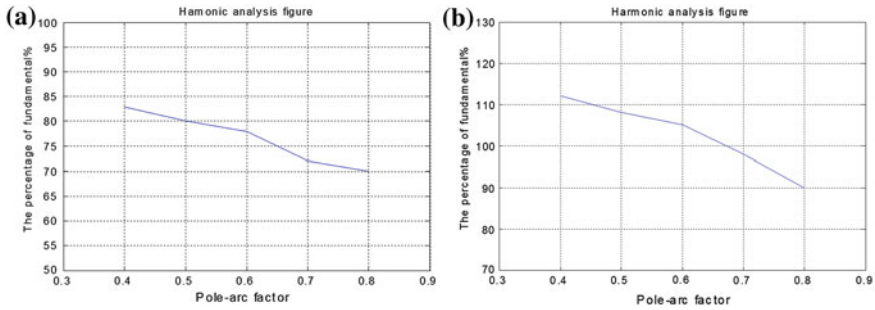 (a)
Hamonic analysis figure
The percentage of fundamental%
100
95
90
85
80
75
70
65
60
55
50
0.3 0.4 0.5 0.6 0.7 0.8 0.9
Pole-arc factor
(b)
Harmonic analysis figure
The percentage of fundamental%
130
120
110
100
90
80
70
0.3 0.4 0.5 0.6 0.7 0.8 0.9
Pole-arc factor